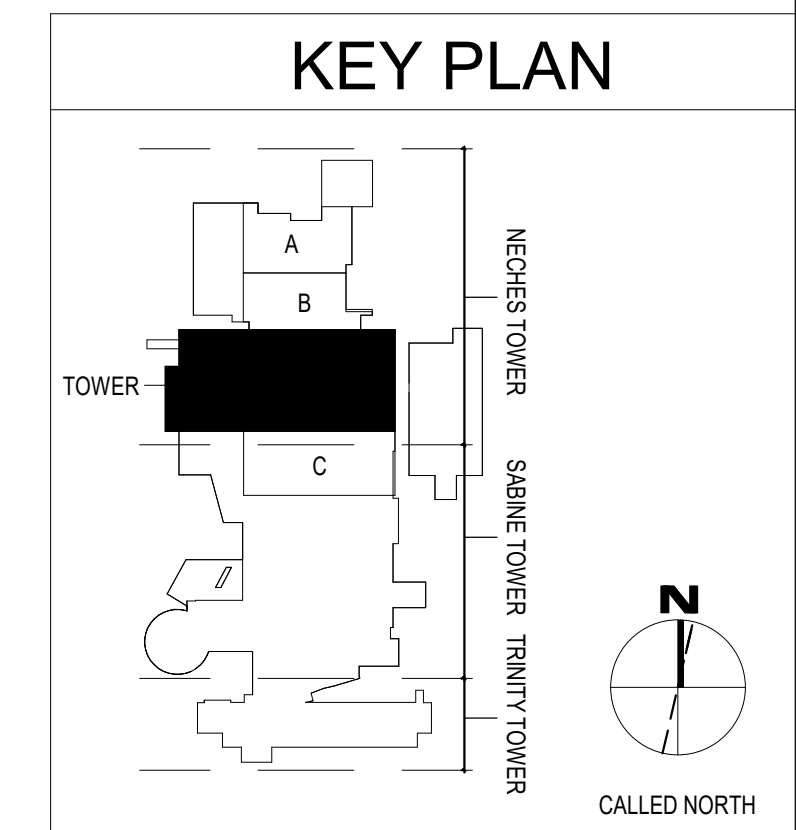 KEY PLAN
A
B
TOWER
C
NECHES TOWER
SABINE TOWER
TRINITY TOWER
N
CALLED NORTH